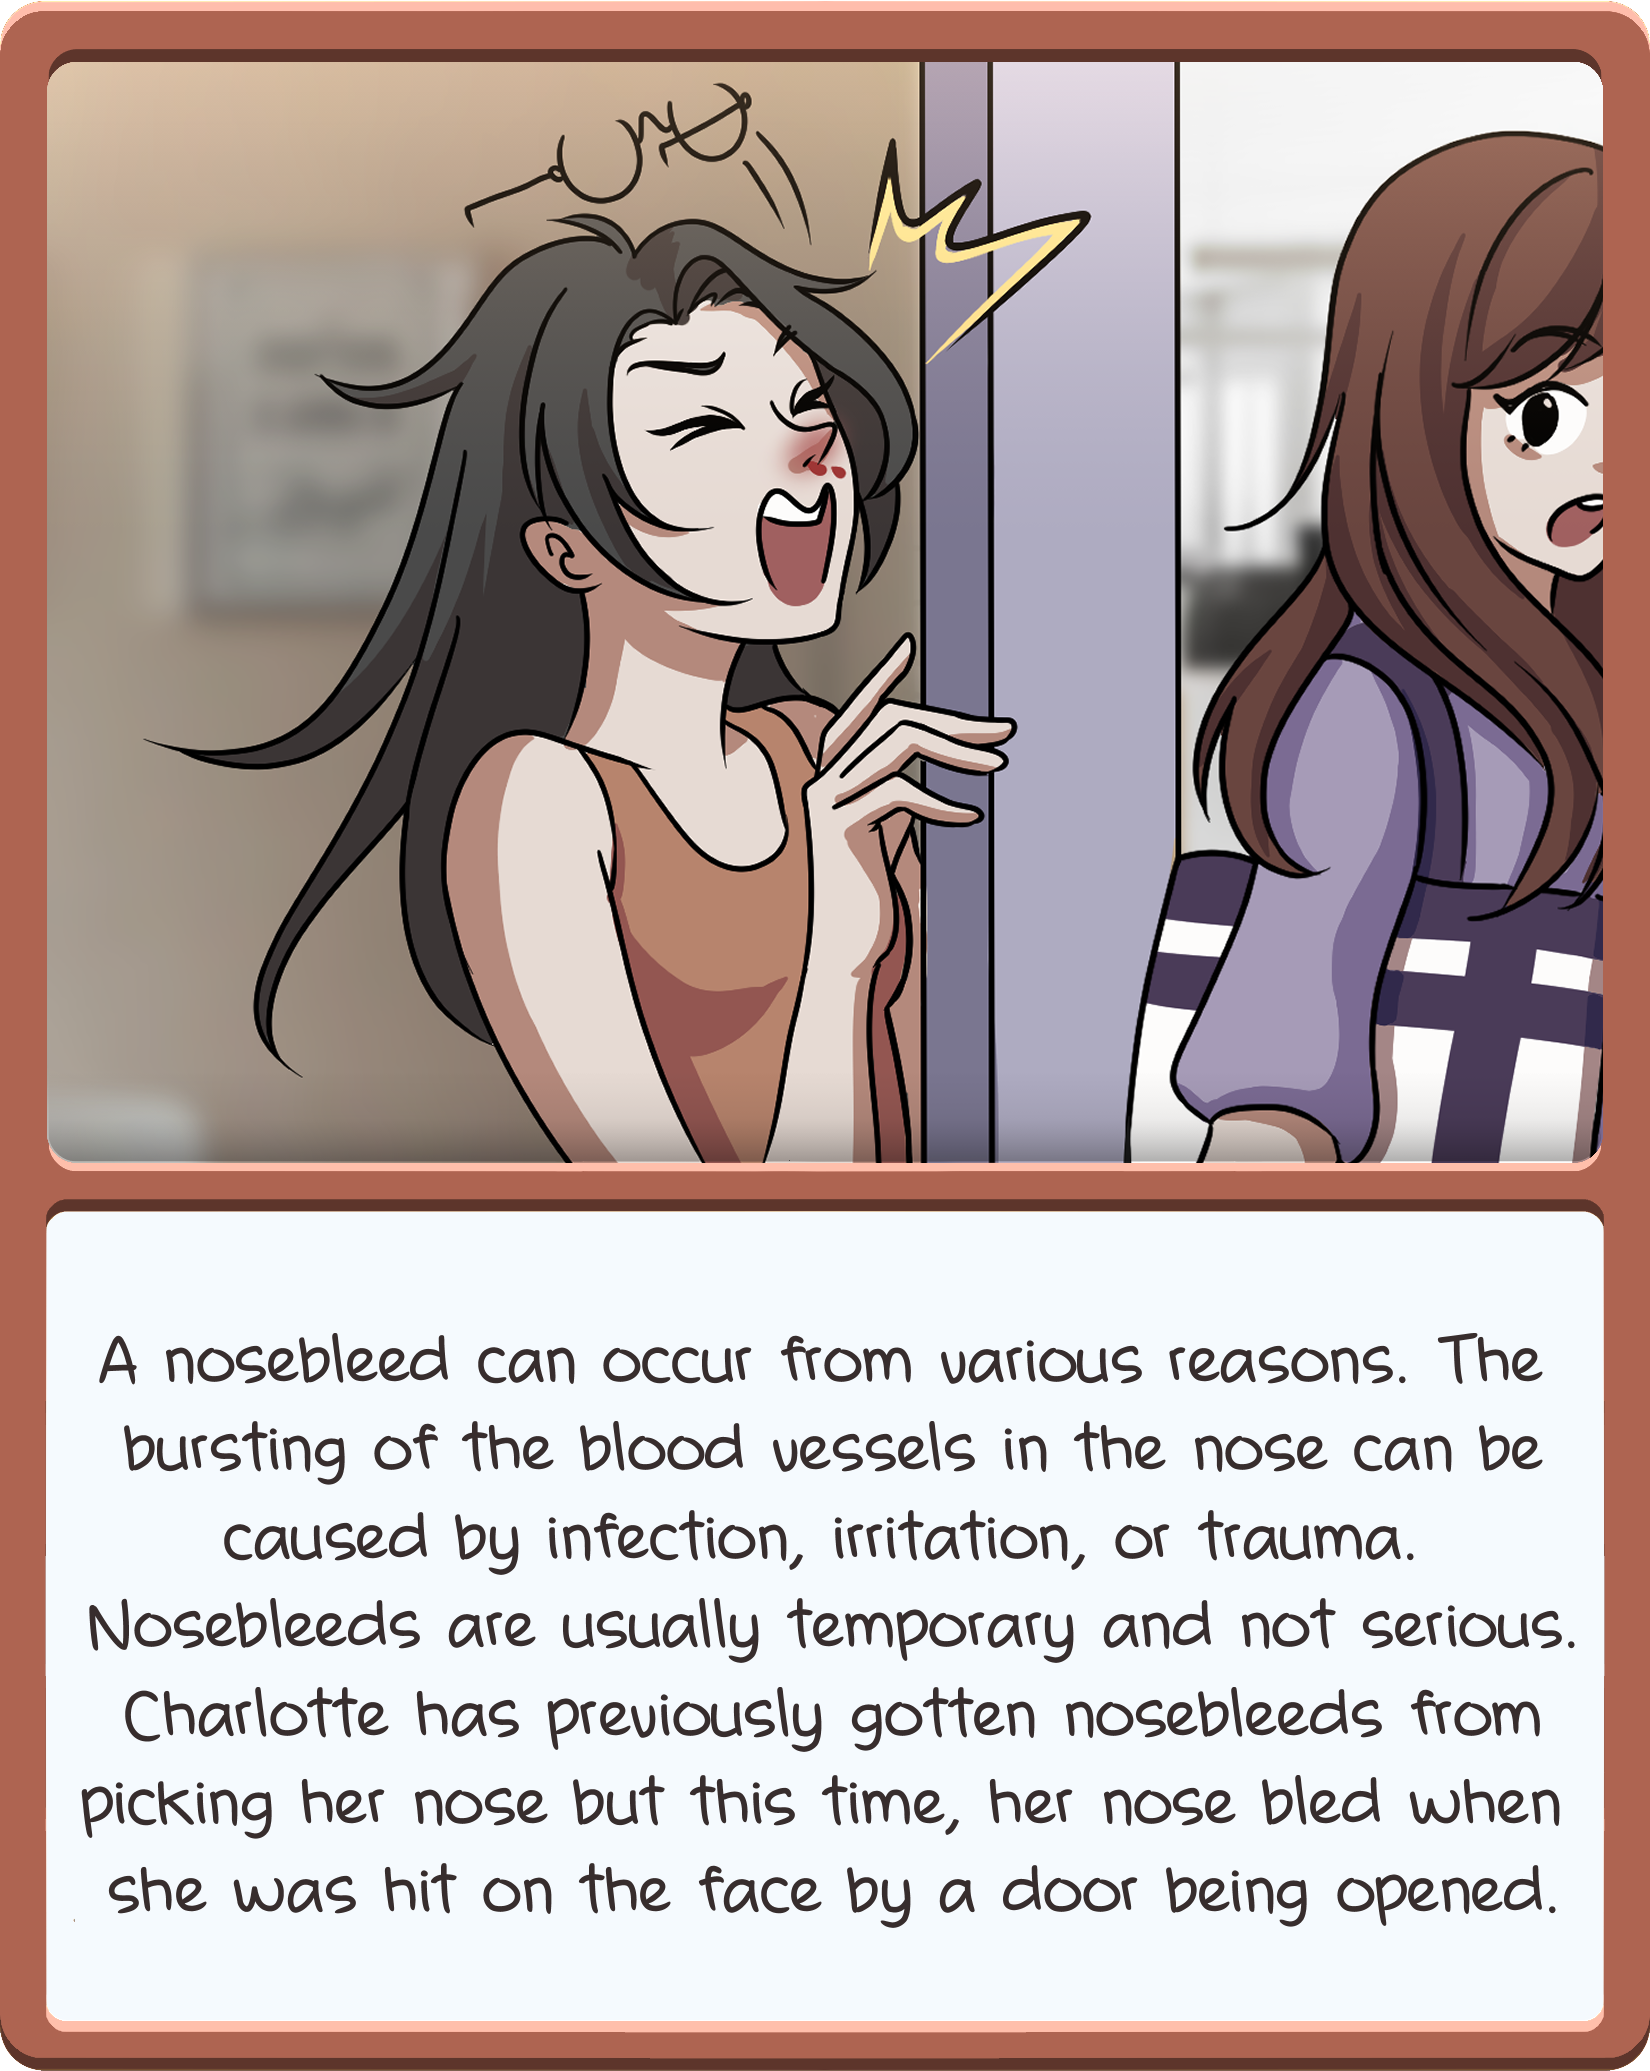 A nosebleed can occur from various reasons. The
bursting of the blood vessels in the nose can be
caused by infection, irritation, or trauma.
Nosebleeds are usually temporary and not serious.
Charlotte has previously gotten nosebleeds from
picking her nose but this time, her nose bled when
she was hit on the face by a door being opened.